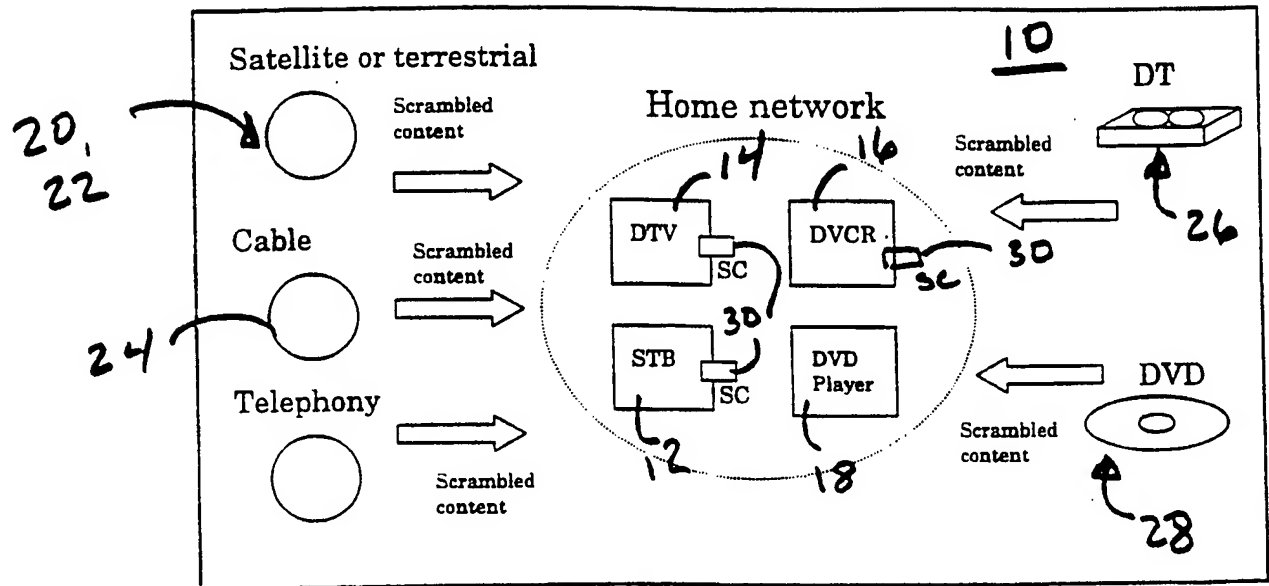 10
Satellite or terrestrial
DT
20,
22
Scrambled
content
Home network
14
16
Scrambled
content
26
DTV
SC
DVCR
SC
30
Cable
Scrambled
content
24
30
STB
SC
DVD
Player
DVD
Telephony
12
18
Scrambled
content
Scrambled
content
28